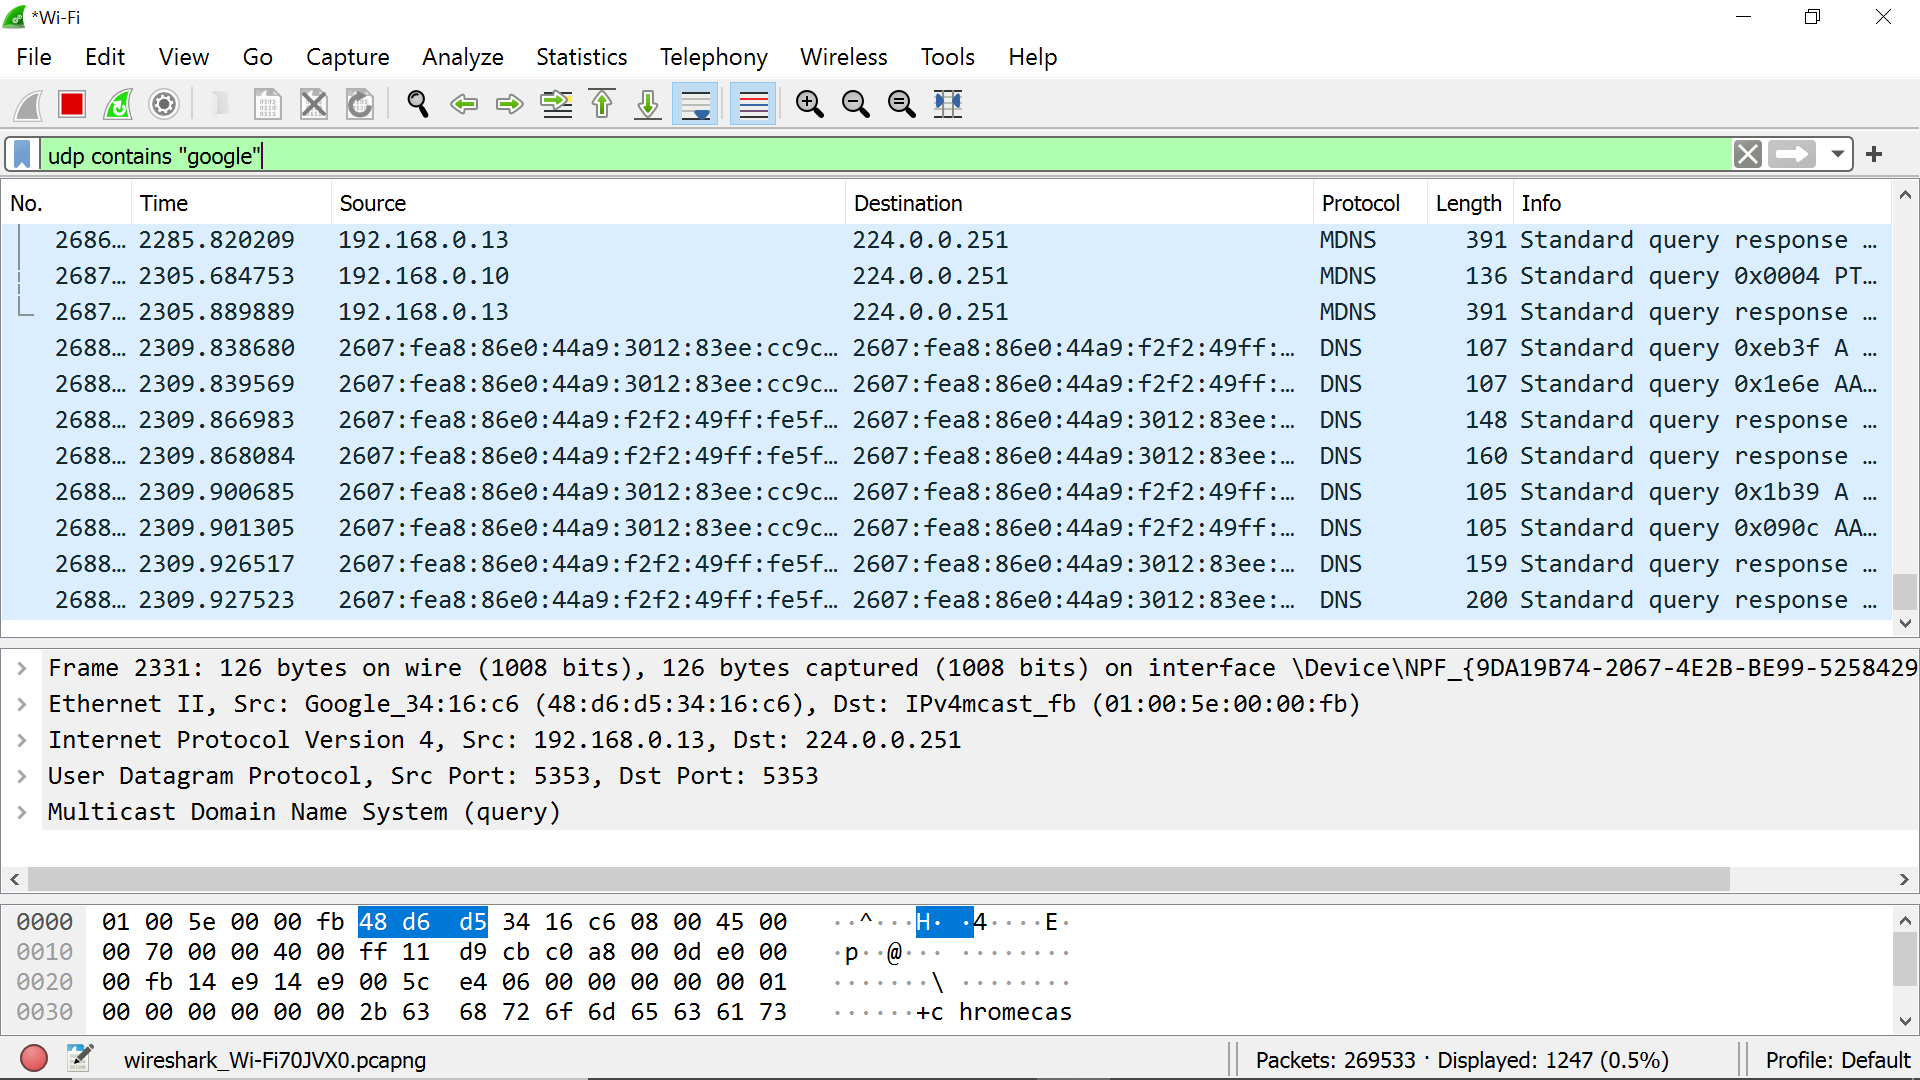 *Wi-Fi
File Edit View Go Capture Analyze Statistics Telephony Wireless Tools Help
udp contains "google"
No. Time Source Destination Protocol Length Info
2686… 2285.820209 192.168.0.13 224.0.0.251 MDNS 391 Standard query response …
2687… 2305.684753 192.168.0.10 224.0.0.251 MDNS 136 Standard query 0x0004 PT…
2687… 2305.889889 192.168.0.13 224.0.0.251 MDNS 391 Standard query response …
2688… 2309.838680 2607:fea8:86e0:44a9:3012:83ee:cc9c… 2607:fea8:86e0:44a9:f2f2:49ff:… DNS 107 Standard query 0xeb3f A …
2688… 2309.839569 2607:fea8:86e0:44a9:3012:83ee:cc9c… 2607:fea8:86e0:44a9:f2f2:49ff:… DNS 107 Standard query 0x1e6e AA…
2688… 2309.866983 2607:fea8:86e0:44a9:f2f2:49ff:fe5f… 2607:fea8:86e0:44a9:3012:83ee:… DNS 148 Standard query response …
2688… 2309.868084 2607:fea8:86e0:44a9:f2f2:49ff:fe5f… 2607:fea8:86e0:44a9:3012:83ee:… DNS 160 Standard query response …
2688… 2309.900685 2607:fea8:86e0:44a9:3012:83ee:cc9c… 2607:fea8:86e0:44a9:f2f2:49ff:… DNS 105 Standard query 0x1b39 A …
2688… 2309.901305 2607:fea8:86e0:44a9:3012:83ee:cc9c… 2607:fea8:86e0:44a9:f2f2:49ff:… DNS 105 Standard query 0x090c AA…
2688… 2309.926517 2607:fea8:86e0:44a9:f2f2:49ff:fe5f… 2607:fea8:86e0:44a9:3012:83ee:… DNS 159 Standard query response …
2688… 2309.927523 2607:fea8:86e0:44a9:f2f2:49ff:fe5f… 2607:fea8:86e0:44a9:3012:83ee:… DNS 200 Standard query response …
Frame 2331: 126 bytes on wire (1008 bits), 126 bytes captured (1008 bits) on interface \Device\NPF_{9DA19B74-2067-4E2B-BE99-5258429
Ethernet II, Src: Google_34:16:c6 (48:d6:d5:34:16:c6), Dst: IPv4mcast_fb (01:00:5e:00:00:fb)
Internet Protocol Version 4, Src: 192.168.0.13, Dst: 224.0.0.251
User Datagram Protocol, Src Port: 5353, Dst Port: 5353
Multicast Domain Name System (query)
0000 01 00 5e 00 00 fb 48 d6 d5 34 16 c6 08 00 45 00 ··^···H· ·4····E·
0010 00 70 00 00 40 00 ff 11 d9 cb c0 a8 00 0d e0 00 ·p··@··· ········
0020 00 fb 14 e9 14 e9 00 5c e4 06 00 00 00 00 00 01 ·······\ ········
0030 00 00 00 00 00 00 2b 63 68 72 6f 6d 65 63 61 73 ······+c hromecas
wireshark_Wi-Fi70JVX0.pcapng Packets: 269533 · Displayed: 1247 (0.5%) Profile: Default